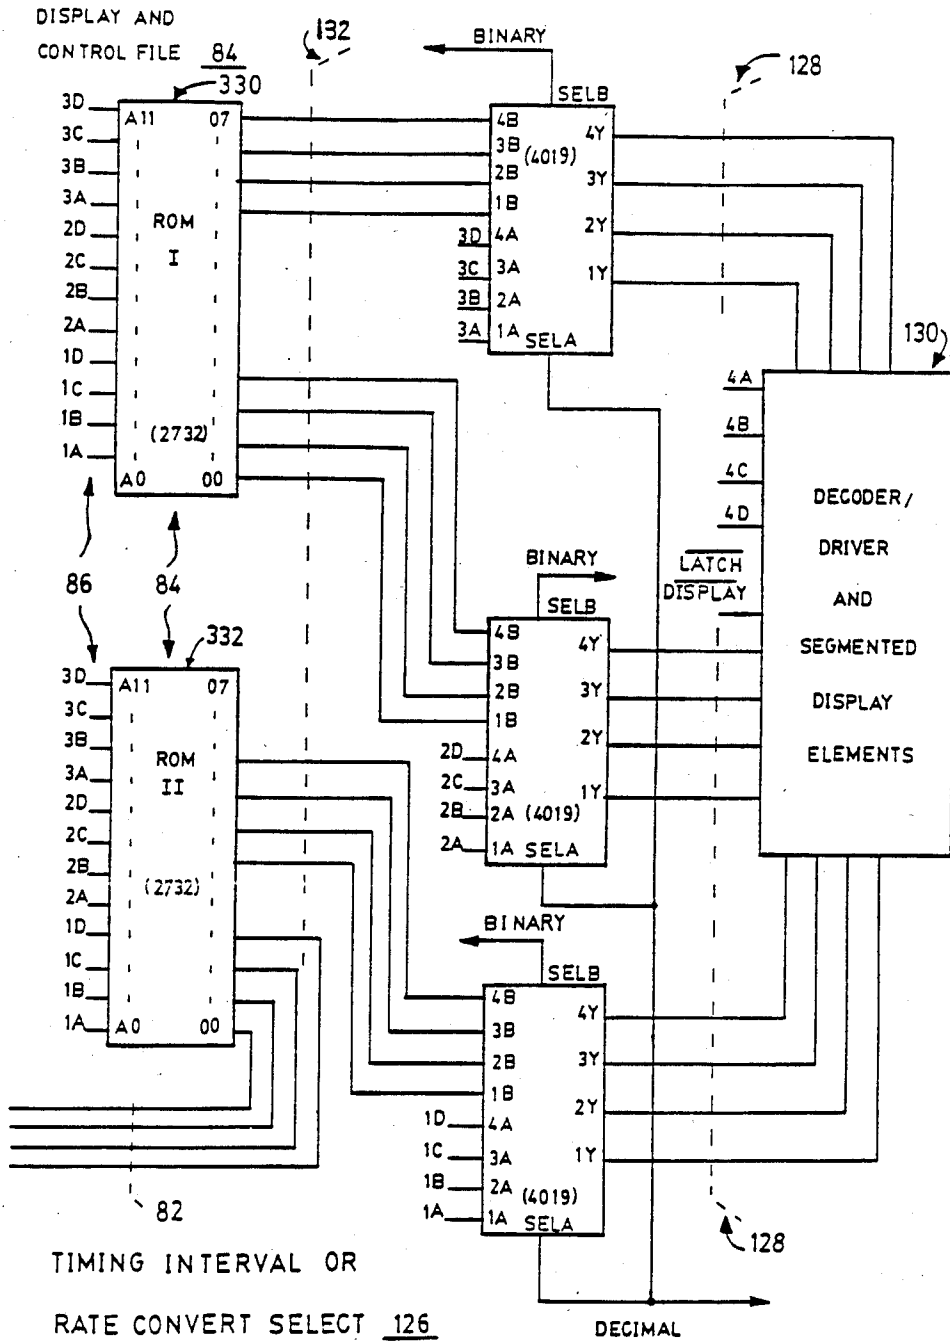 DISPLAY AND
CONTROL FILE 84
132
BINARY
128
330
SELB
3D
3C
3B
3A
2D
2C
2B
2A
1D
1C
1B
1A
A11 07
ROM
I
(2732)
A0 00
4B
3B
(4019)
2B
1B
3D 4A
3C 3A
3B 2A
3A 1A
SELA
4Y
3Y
2Y
1Y
130
4A
4B
4C
4D
LATCH
DISPLAY
DECODER/
DRIVER
AND
SEGMENTED
DISPLAY
ELEMENTS
86
84
332
BINARY
SELB
4B
3B
2B
1B
2D 4A
2C 3A
2B 2A (4019)
2A 1A SELA
4Y
3Y
2Y
1Y
3D
3C
3B
3A
2D
2C
2B
2A
1D
1C
1B
1A
A11 07
ROM
II
(2732)
A0 00
BINARY
SELB
4B
3B
2B
1B
1D 4A
1C 3A
1B 2A (4019)
1A 1A SELA
4Y
3Y
2Y
1Y
82
128
TIMING INTERVAL OR
RATE CONVERT SELECT 126
DECIMAL